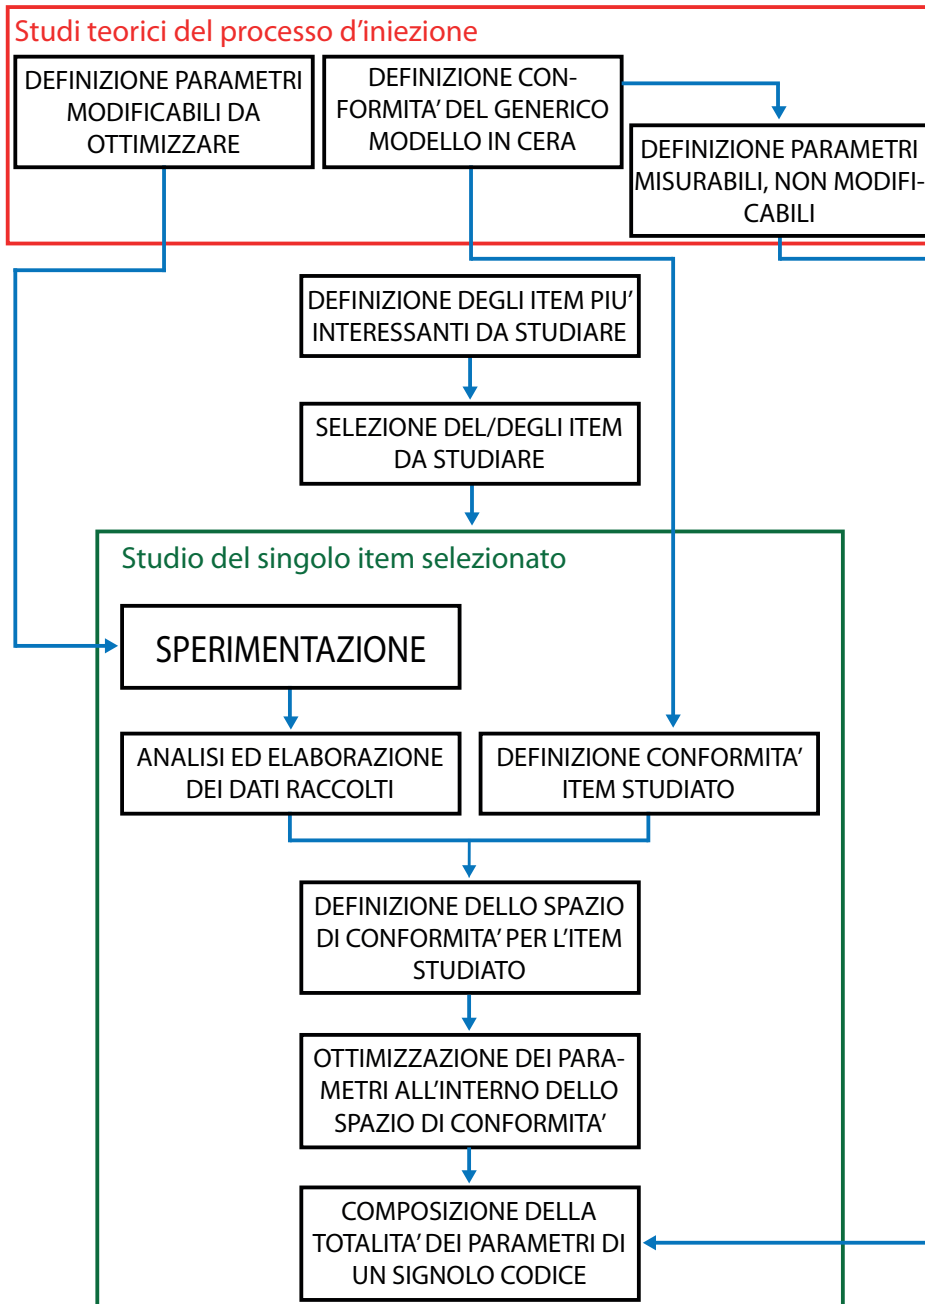 Studi teorici del processo d'iniezione
DEFINIZIONE PARAMETRI
MODIFICABILI DA
OTTIMIZZARE
DEFINIZIONE CON-
FORMITA' DEL GENERICO
MODELLO IN CERA
DEFINIZIONE PARAMETRI
MISURABILI, NON MODIFI-
CABILI
DEFINIZIONE DEGLI ITEM PIU'
INTERESSANTI DA STUDIARE
SELEZIONE DEL/DEGLI ITEM
DA STUDIARE
Studio del singolo item selezionato
SPERIMENTAZIONE
ANALISI ED ELABORAZIONE
DEI DATI RACCOLTI
DEFINIZIONE CONFORMITA'
ITEM STUDIATO
DEFINIZIONE DELLO SPAZIO
DI CONFORMITA' PER L'ITEM
STUDIATO
OTTIMIZZAZIONE DEI PARA-
METRI ALL'INTERNO DELLO
SPAZIO DI CONFORMITA'
COMPOSIZIONE DELLA
TOTALITA' DEI PARAMETRI DI
UN SIGNOLO CODICE